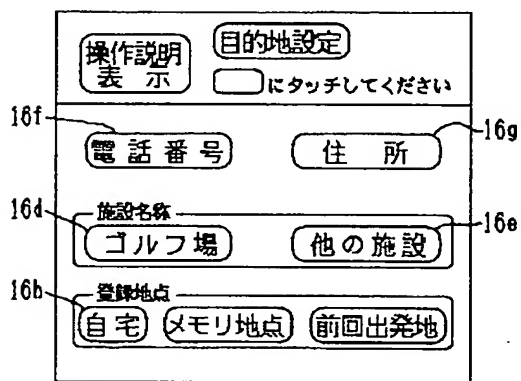 操作説明
表示
目的地設定
にタッチしてください
16f
電話番号
住所
16g
16d
施設名称
ゴルフ場
他の施設
16e
16b
登録地点
自宅
メモリ地点
前回出発地